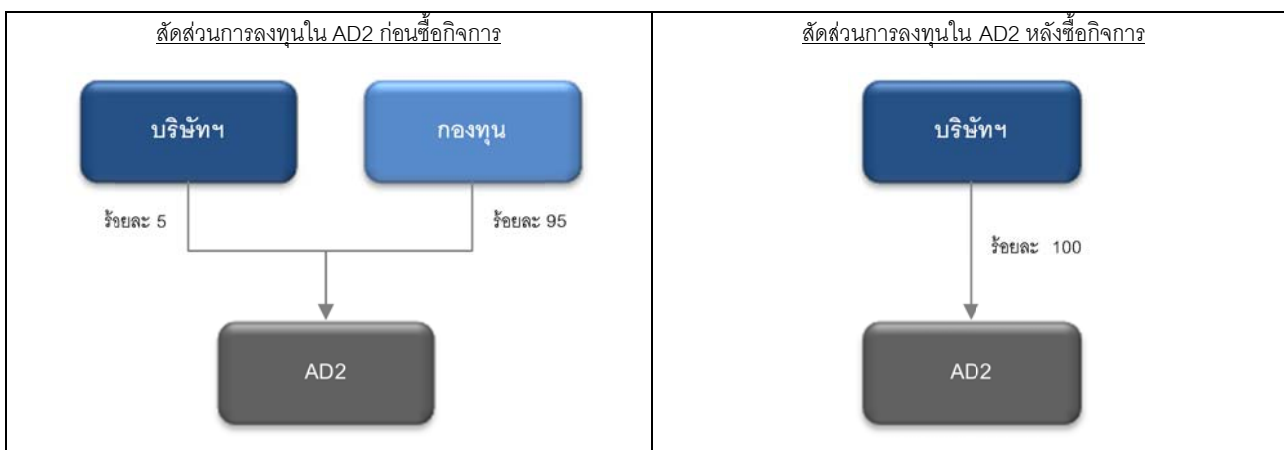 สัดส่วนการลงทุนใน AD2 ก่อนซื้อกิจการ
บริษัทฯ
กองทุน
ร้อยละ 5
ร้อยละ 95
AD2
สัดส่วนการลงทุนใน AD2 หลังซื้อกิจการ
บริษัทฯ
ร้อยละ 100
AD2